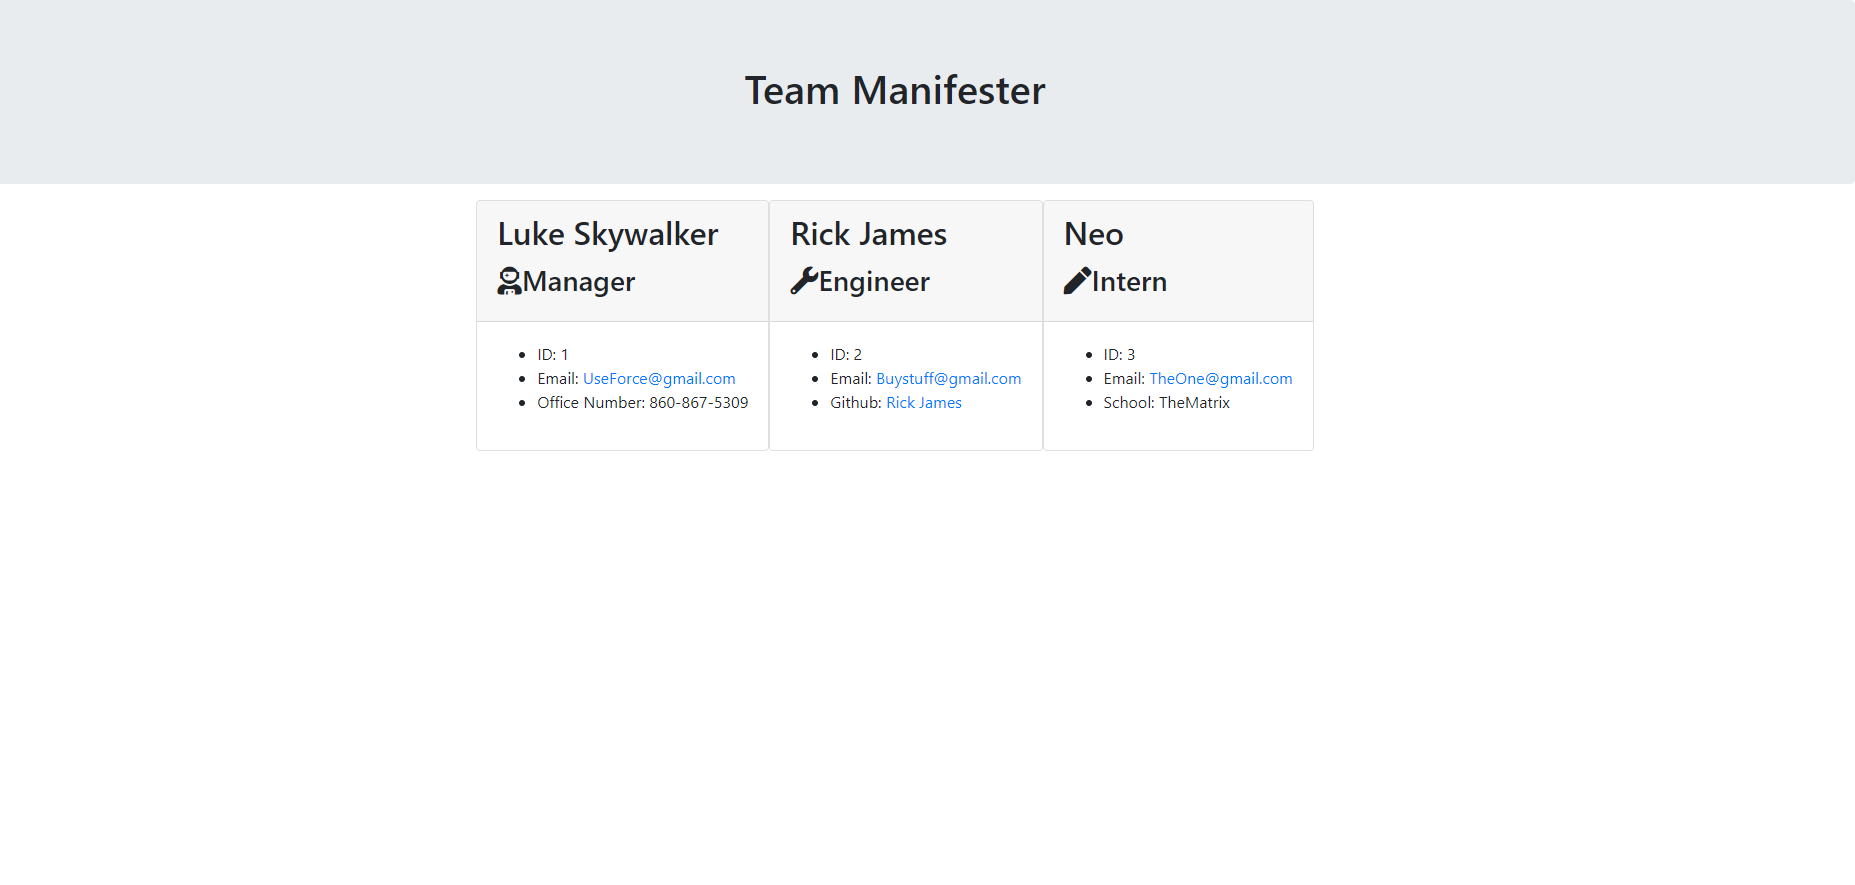 Team Manifester
Luke Skywalker
Manager
ID: 1
Email: UseForce@gmail.com
Office Number: 860-867-5309
Rick James
Engineer
ID: 2
Email: Buystuff@gmail.com
Github: Rick James
Neo
Intern
ID: 3
Email: TheOne@gmail.com
School: TheMatrix